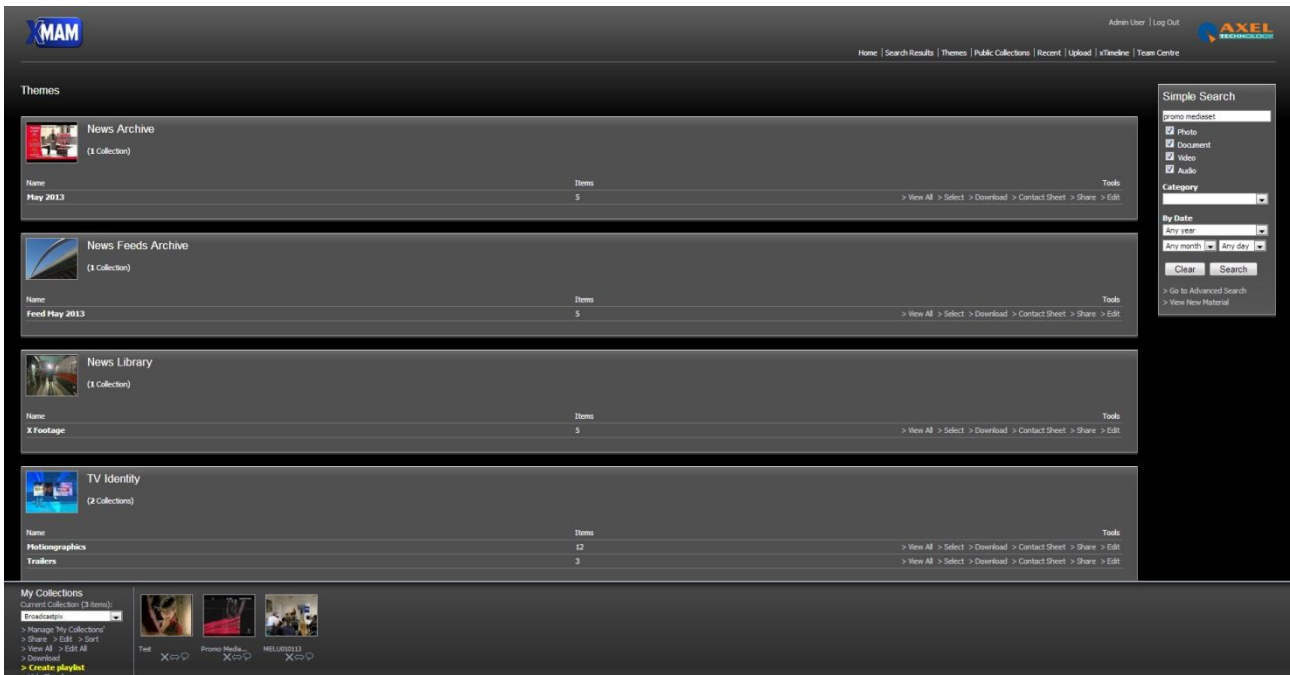 XMAM
Admin User | Log Out
AXEL
TECHNOLOGY
Home | Search Results | Themes | Public Collections | Recent | Upload | xTimeline | Team Centre
Themes
News Archive
(1 Collection)
Name Items Tools
May 2013 5 > View All > Select > Download > Contact Sheet > Share > Edit
News Feeds Archive
(1 Collection)
Name Items Tools
Feed May 2013 5 > View All > Select > Download > Contact Sheet > Share > Edit
News Library
(1 Collection)
Name Items Tools
X Footage 5 > View All > Select > Download > Contact Sheet > Share > Edit
TV Identity
(2 Collections)
Name Items Tools
Motiongraphics 12 > View All > Select > Download > Contact Sheet > Share > Edit
Trailers 3 > View All > Select > Download > Contact Sheet > Share > Edit
Simple Search
promo mediaset
Photo
Document
Video
Audio
Category
By Date
Any year
Any month Any day
Clear Search
> Go to Advanced Search
> View New Material
My Collections
Current Collection (3 items):
Broadcastpix
> Manage 'My Collections'
> Share > Edit > Sort
> View All > Edit All
> Download
> Create playlist
Test Promo Media... MELU010113